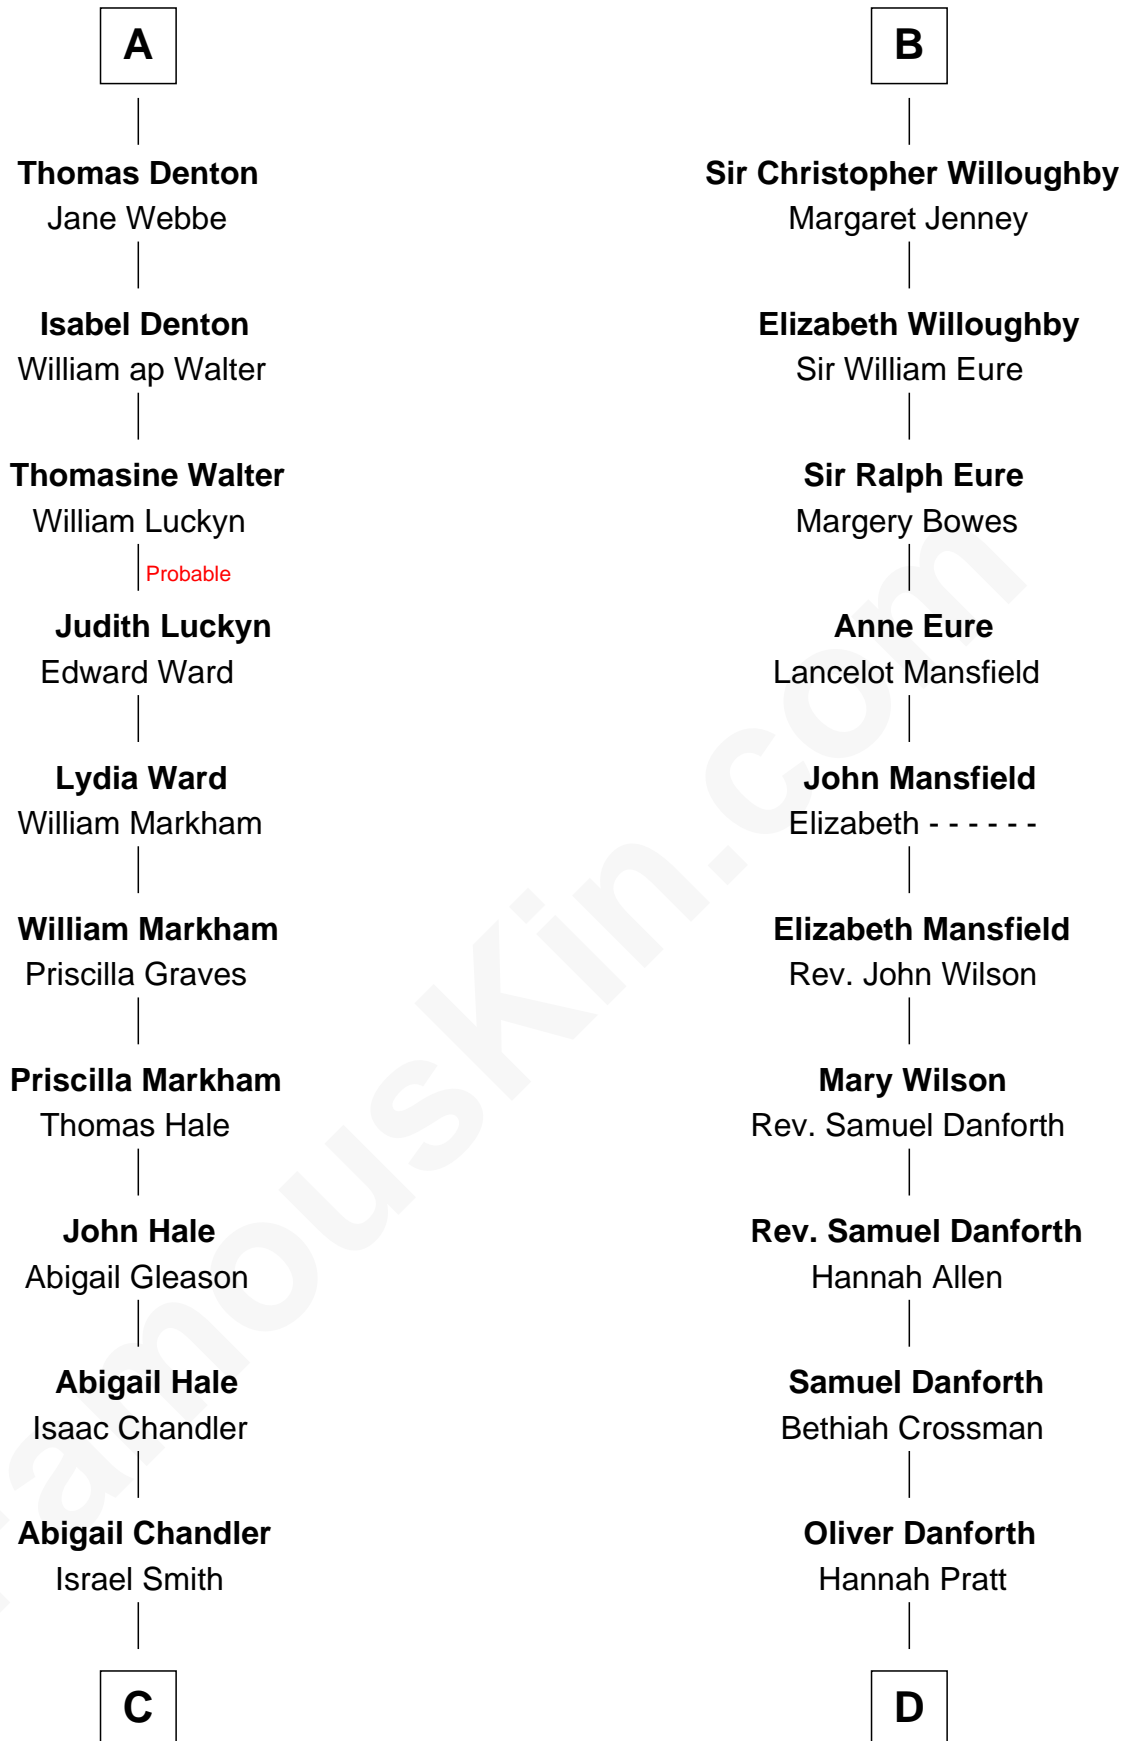 A
Thomas Denton
Jane Webbe
Isabel Denton
William ap Walter
Thomasine Walter
William Luckyn
Probable
Judith Luckyn
Edward Ward
Lydia Ward
William Markham
William Markham
Priscilla Graves
Priscilla Markham
Thomas Hale
John Hale
Abigail Gleason
Abigail Hale
Isaac Chandler
Abigail Chandler
Israel Smith
C
B
Sir Christopher Willoughby
Margaret Jenney
Elizabeth Willoughby
Sir William Eure
Sir Ralph Eure
Margery Bowes
Anne Eure
Lancelot Mansfield
John Mansfield
Elizabeth - - - - - -
Elizabeth Mansfield
Rev. John Wilson
Mary Wilson
Rev. Samuel Danforth
Rev. Samuel Danforth
Hannah Allen
Samuel Danforth
Bethiah Crossman
Oliver Danforth
Hannah Pratt
D
FamousKin.com